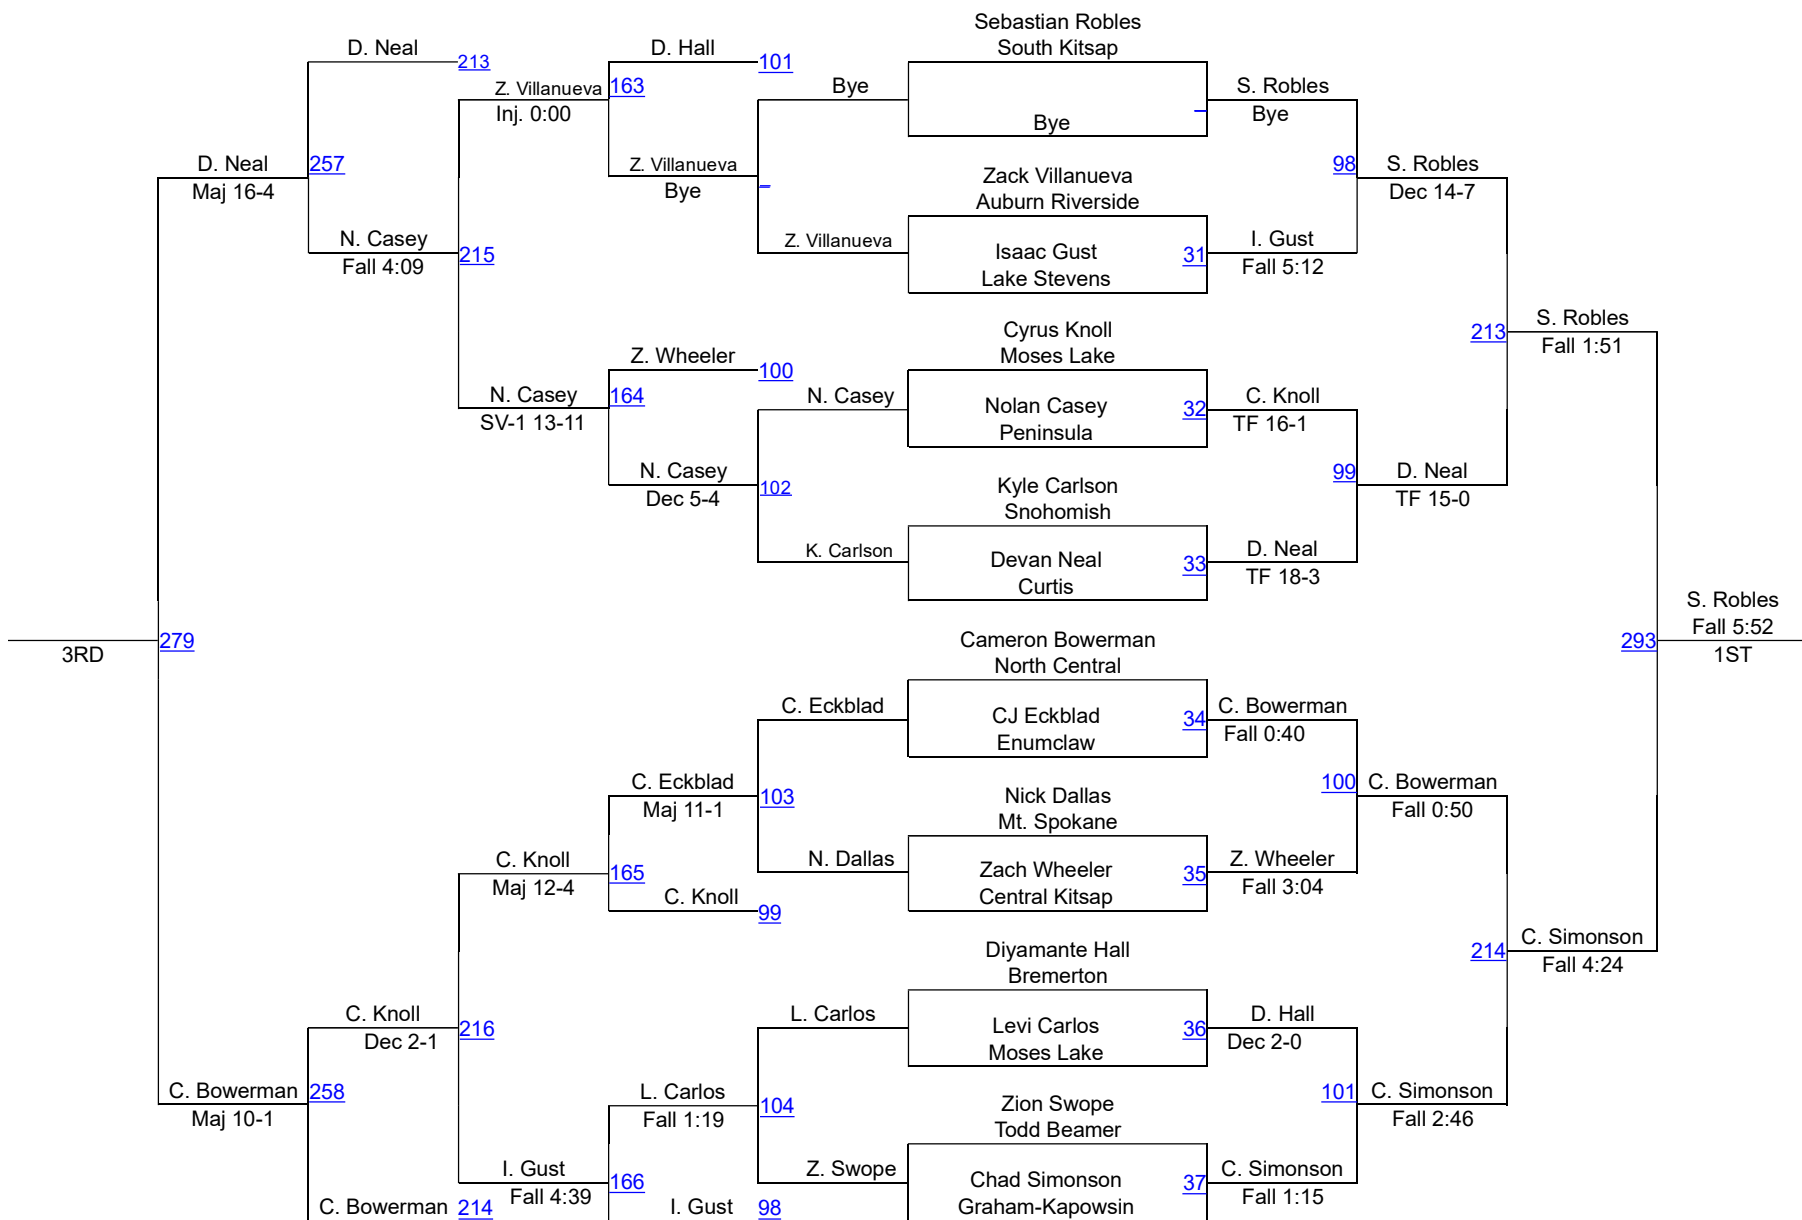 Sebastian Robles
D. Neal
D. Hall
South Kitsap
213
101
Z. Villanueva
163
Bye
S. Robles
Inj. 0:00
Bye
–
Bye
D. Neal
257
Z. Villanueva
98
S. Robles
Maj 16-4
Bye
–
Zack Villanueva
Dec 14-7
Auburn Riverside
N. Casey
Z. Villanueva
I. Gust
Fall 4:09
215
Isaac Gust
31
Fall 5:12
Lake Stevens
Cyrus Knoll
213
S. Robles
Z. Wheeler
Moses Lake
Fall 1:51
100
N. Casey
164
N. Casey
Nolan Casey
32
C. Knoll
SV-1 13-11
Peninsula
TF 16-1
N. Casey
99
D. Neal
Dec 5-4
102
Kyle Carlson
TF 15-0
Snohomish
K. Carlson
D. Neal
Devan Neal
33
TF 18-3
Curtis
S. Robles
Fall 5:52
3RD
279
Cameron Bowerman
293
1ST
North Central
C. Eckblad
CJ Eckblad
34
C. Bowerman
Enumclaw
Fall 0:40
C. Eckblad
100
C. Bowerman
Maj 11-1
103
Nick Dallas
Fall 0:50
Mt. Spokane
C. Knoll
N. Dallas
Z. Wheeler
Maj 12-4
165
Zach Wheeler
35
Fall 3:04
C. Knoll
Central Kitsap
99
Diyamante Hall
214
C. Simonson
Bremerton
Fall 4:24
C. Knoll
L. Carlos
D. Hall
Dec 2-1
216
Levi Carlos
36
Dec 2-0
Moses Lake
C. Bowerman
258
L. Carlos
101
C. Simonson
Maj 10-1
Fall 1:19
104
Zion Swope
Fall 2:46
Todd Beamer
I. Gust
Z. Swope
C. Simonson
Fall 4:39
166
Chad Simonson
37
Fall 1:15
C. Bowerman
214
I. Gust
98
Graham-Kapowsin